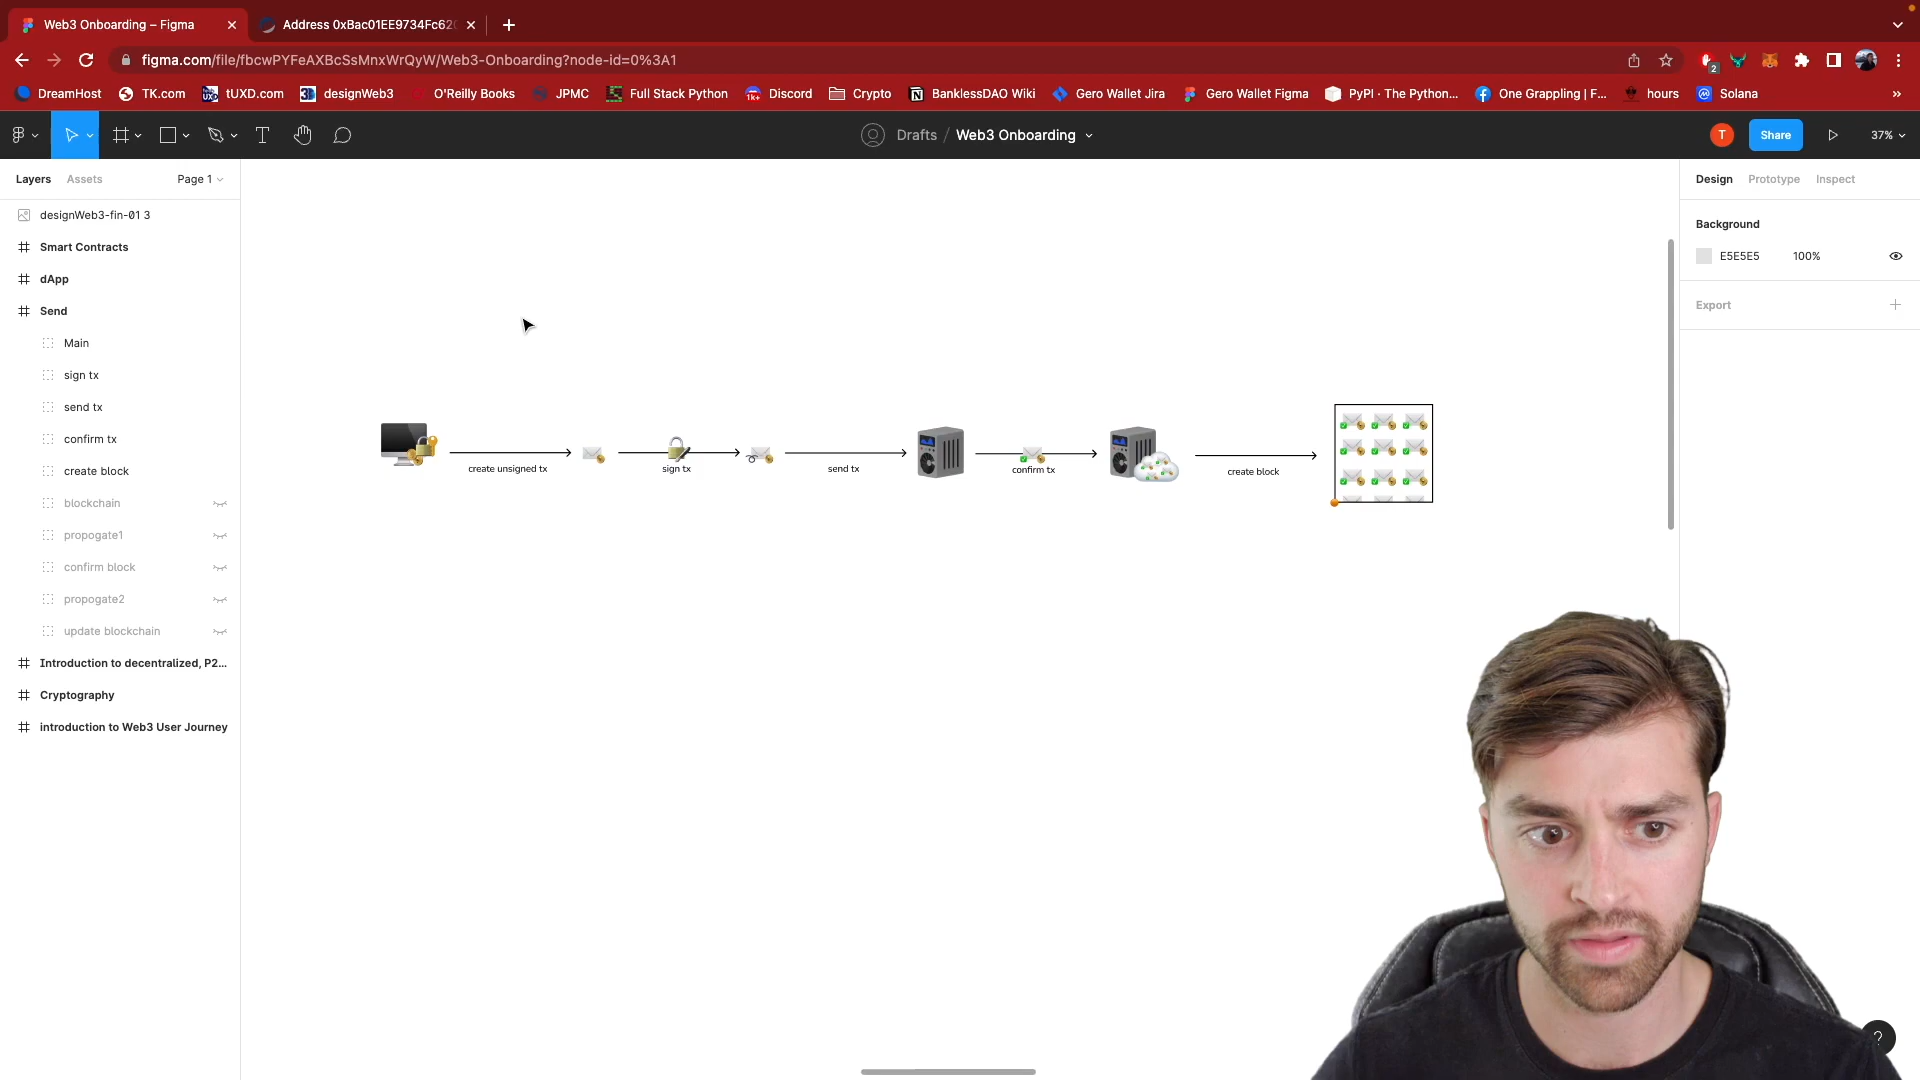 Web3 Onboarding – Figma
Address 0xBac01EE9734Fc620
figma.com/file/fbcwPYFeAXBcSsMnxWrQyW/Web3-Onboarding?node-id=0%3A1
2
DreamHost
TK.com
tUXD.com
designWeb3
O'Reilly Books
JPMC
Full Stack Python
1k+
Discord
Crypto
BanklessDAO Wiki
Gero Wallet Jira
Gero Wallet Figma
PyPI · The Python...
One Grappling | F...
hours
Solana
»
Drafts / Web3 Onboarding
T
Share
37%
Layers
Assets
Page 1
designWeb3-fin-01 3
Smart Contracts
dApp
Send
Main
sign tx
send tx
confirm tx
create block
blockchain
propogate1
confirm block
propogate2
update blockchain
Introduction to decentralized, P2...
Cryptography
introduction to Web3 User Journey
create unsigned tx
sign tx
send tx
confirm tx
create block
Design
Prototype
Inspect
Background
E5E5E5
100%
Export
?